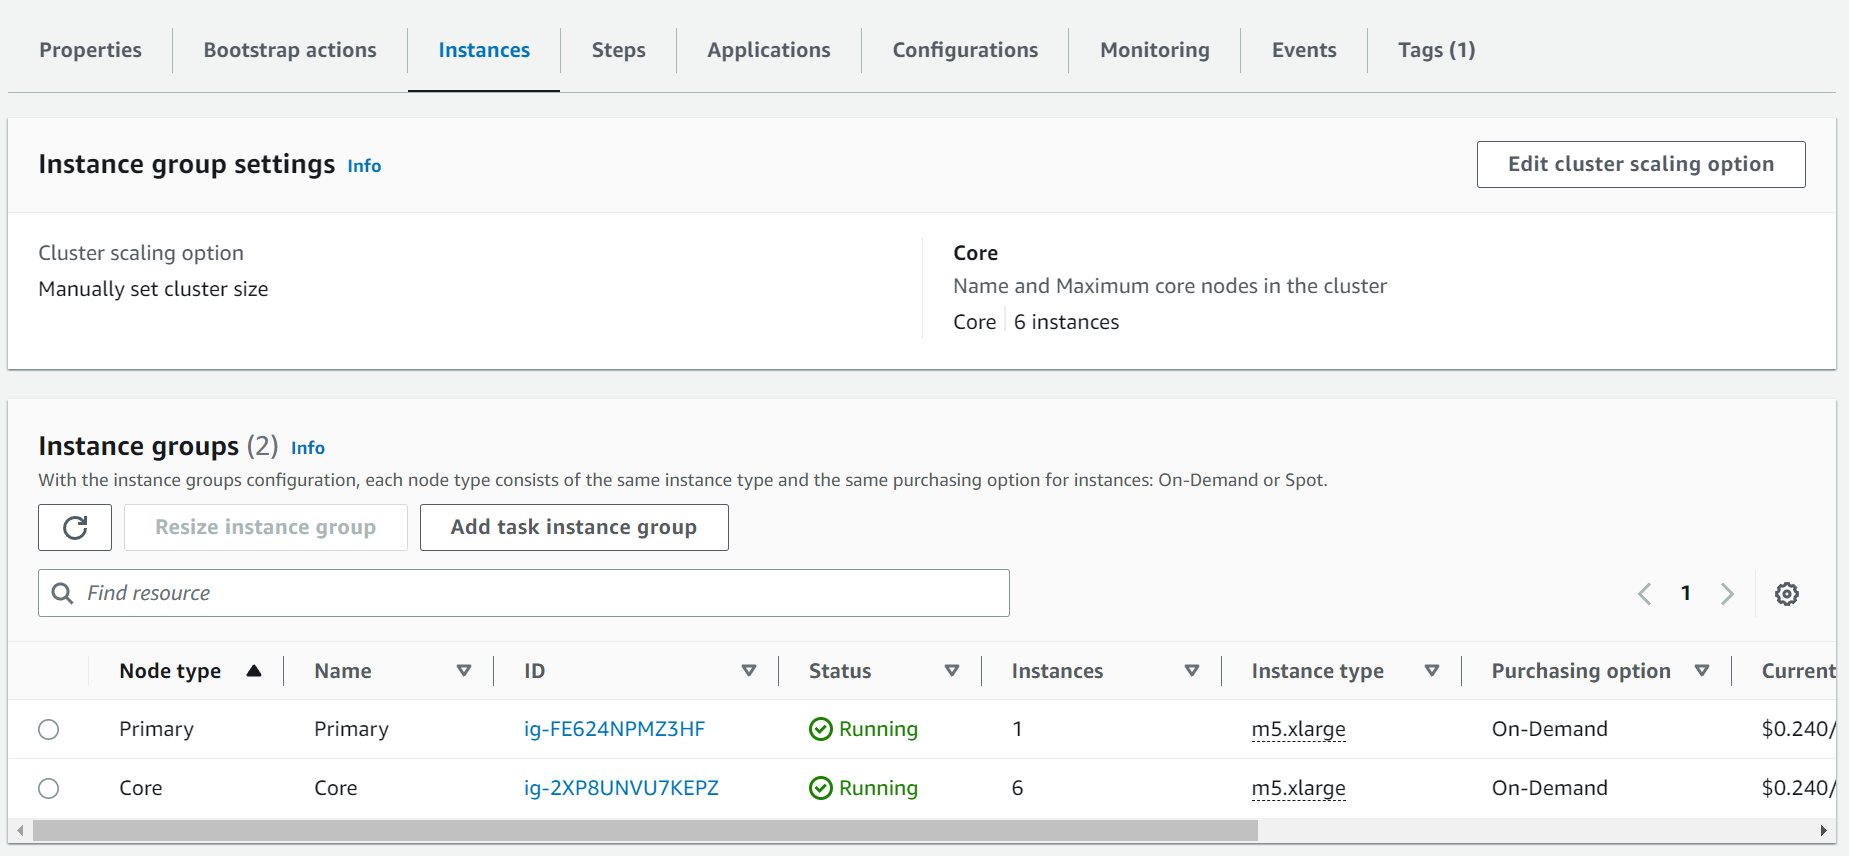 Properties Bootstrap actions Instances Steps Applications Configurations Monitoring Events Tags (1)
Instance group settings Info
Edit cluster scaling option
Cluster scaling option
Manually set cluster size
Core
Name and Maximum core nodes in the cluster
Core 6 instances
Instance groups (2) Info
With the instance groups configuration, each node type consists of the same instance type and the same purchasing option for instances: On-Demand or Spot.
Resize instance group Add task instance group
Find resource
1
Node type Name ID Status Instances Instance type Purchasing option Current
Primary Primary ig-FE624NPMZ3HF Running 1 m5.xlarge On-Demand $0.240/
Core Core ig-2XP8UNVU7KEPZ Running 6 m5.xlarge On-Demand $0.240/